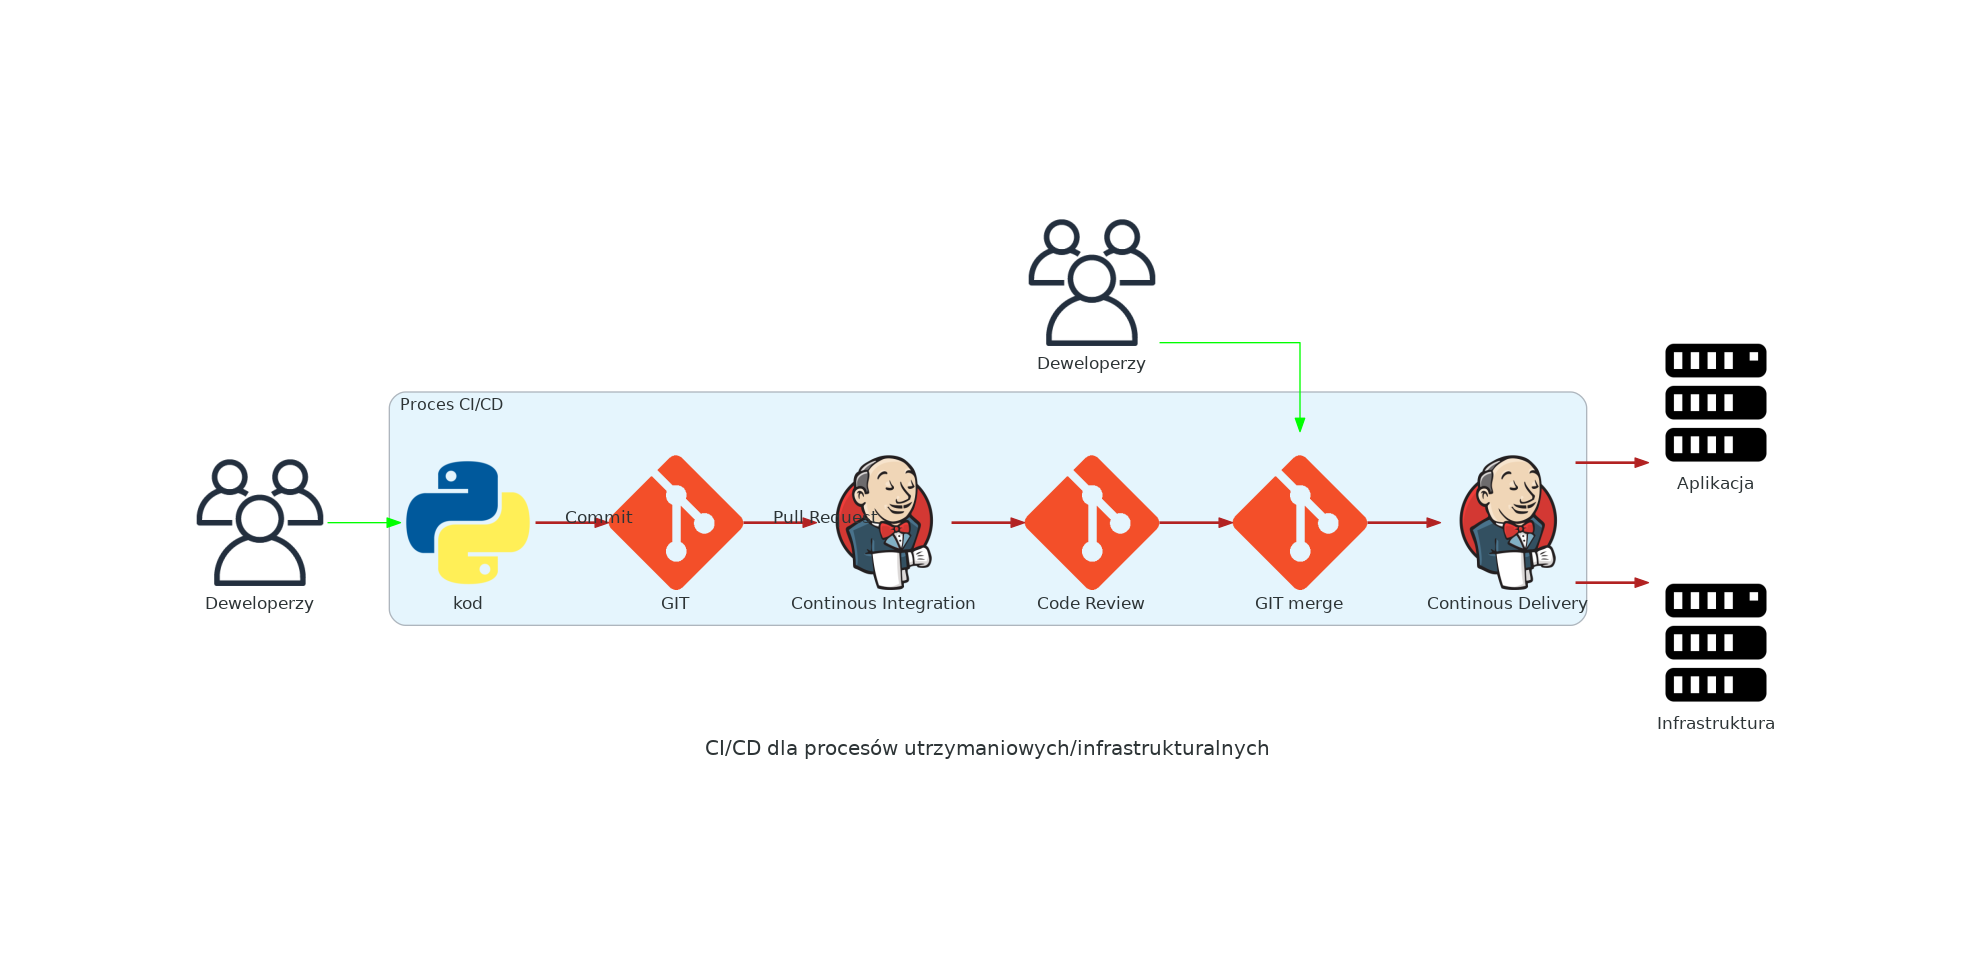 Deweloperzy
Proces CI/CD
Deweloperzy
kod
Commit
GIT
Pull Request
Continous Integration
Code Review
GIT merge
Continous Delivery
Aplikacja
Infrastruktura
CI/CD dla procesów utrzymaniowych/infrastrukturalnych